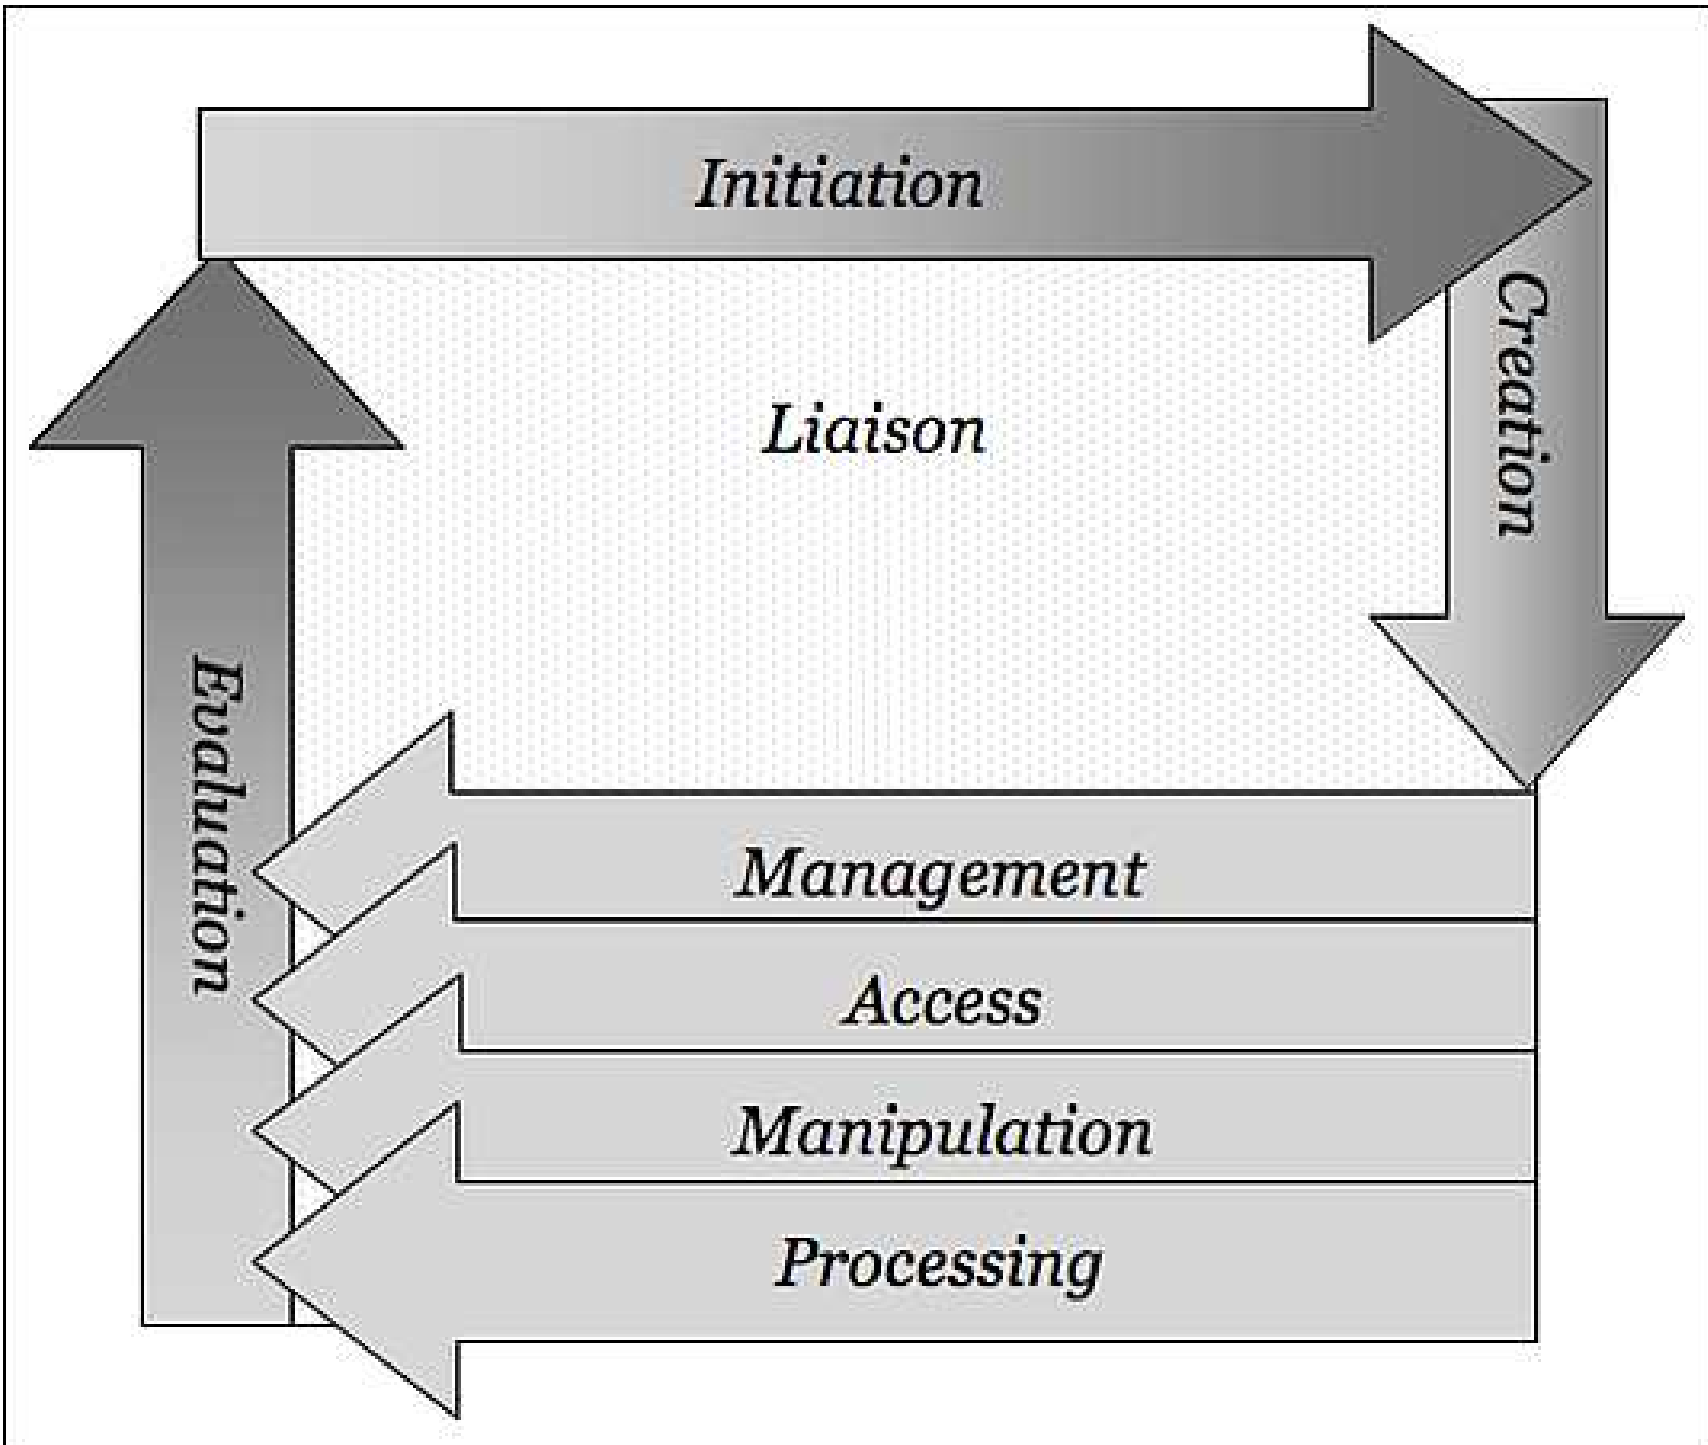 Initiation
Creation
Liaison
Evaluation
Management
Access
Manipulation
Processing